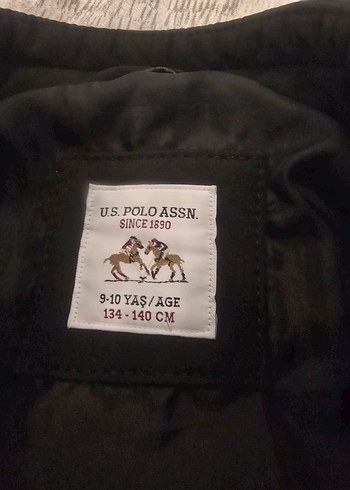 U.S. POLO ASSN.
SINCE 1890
9-10 YAŞ/AGE
134 - 140 CM